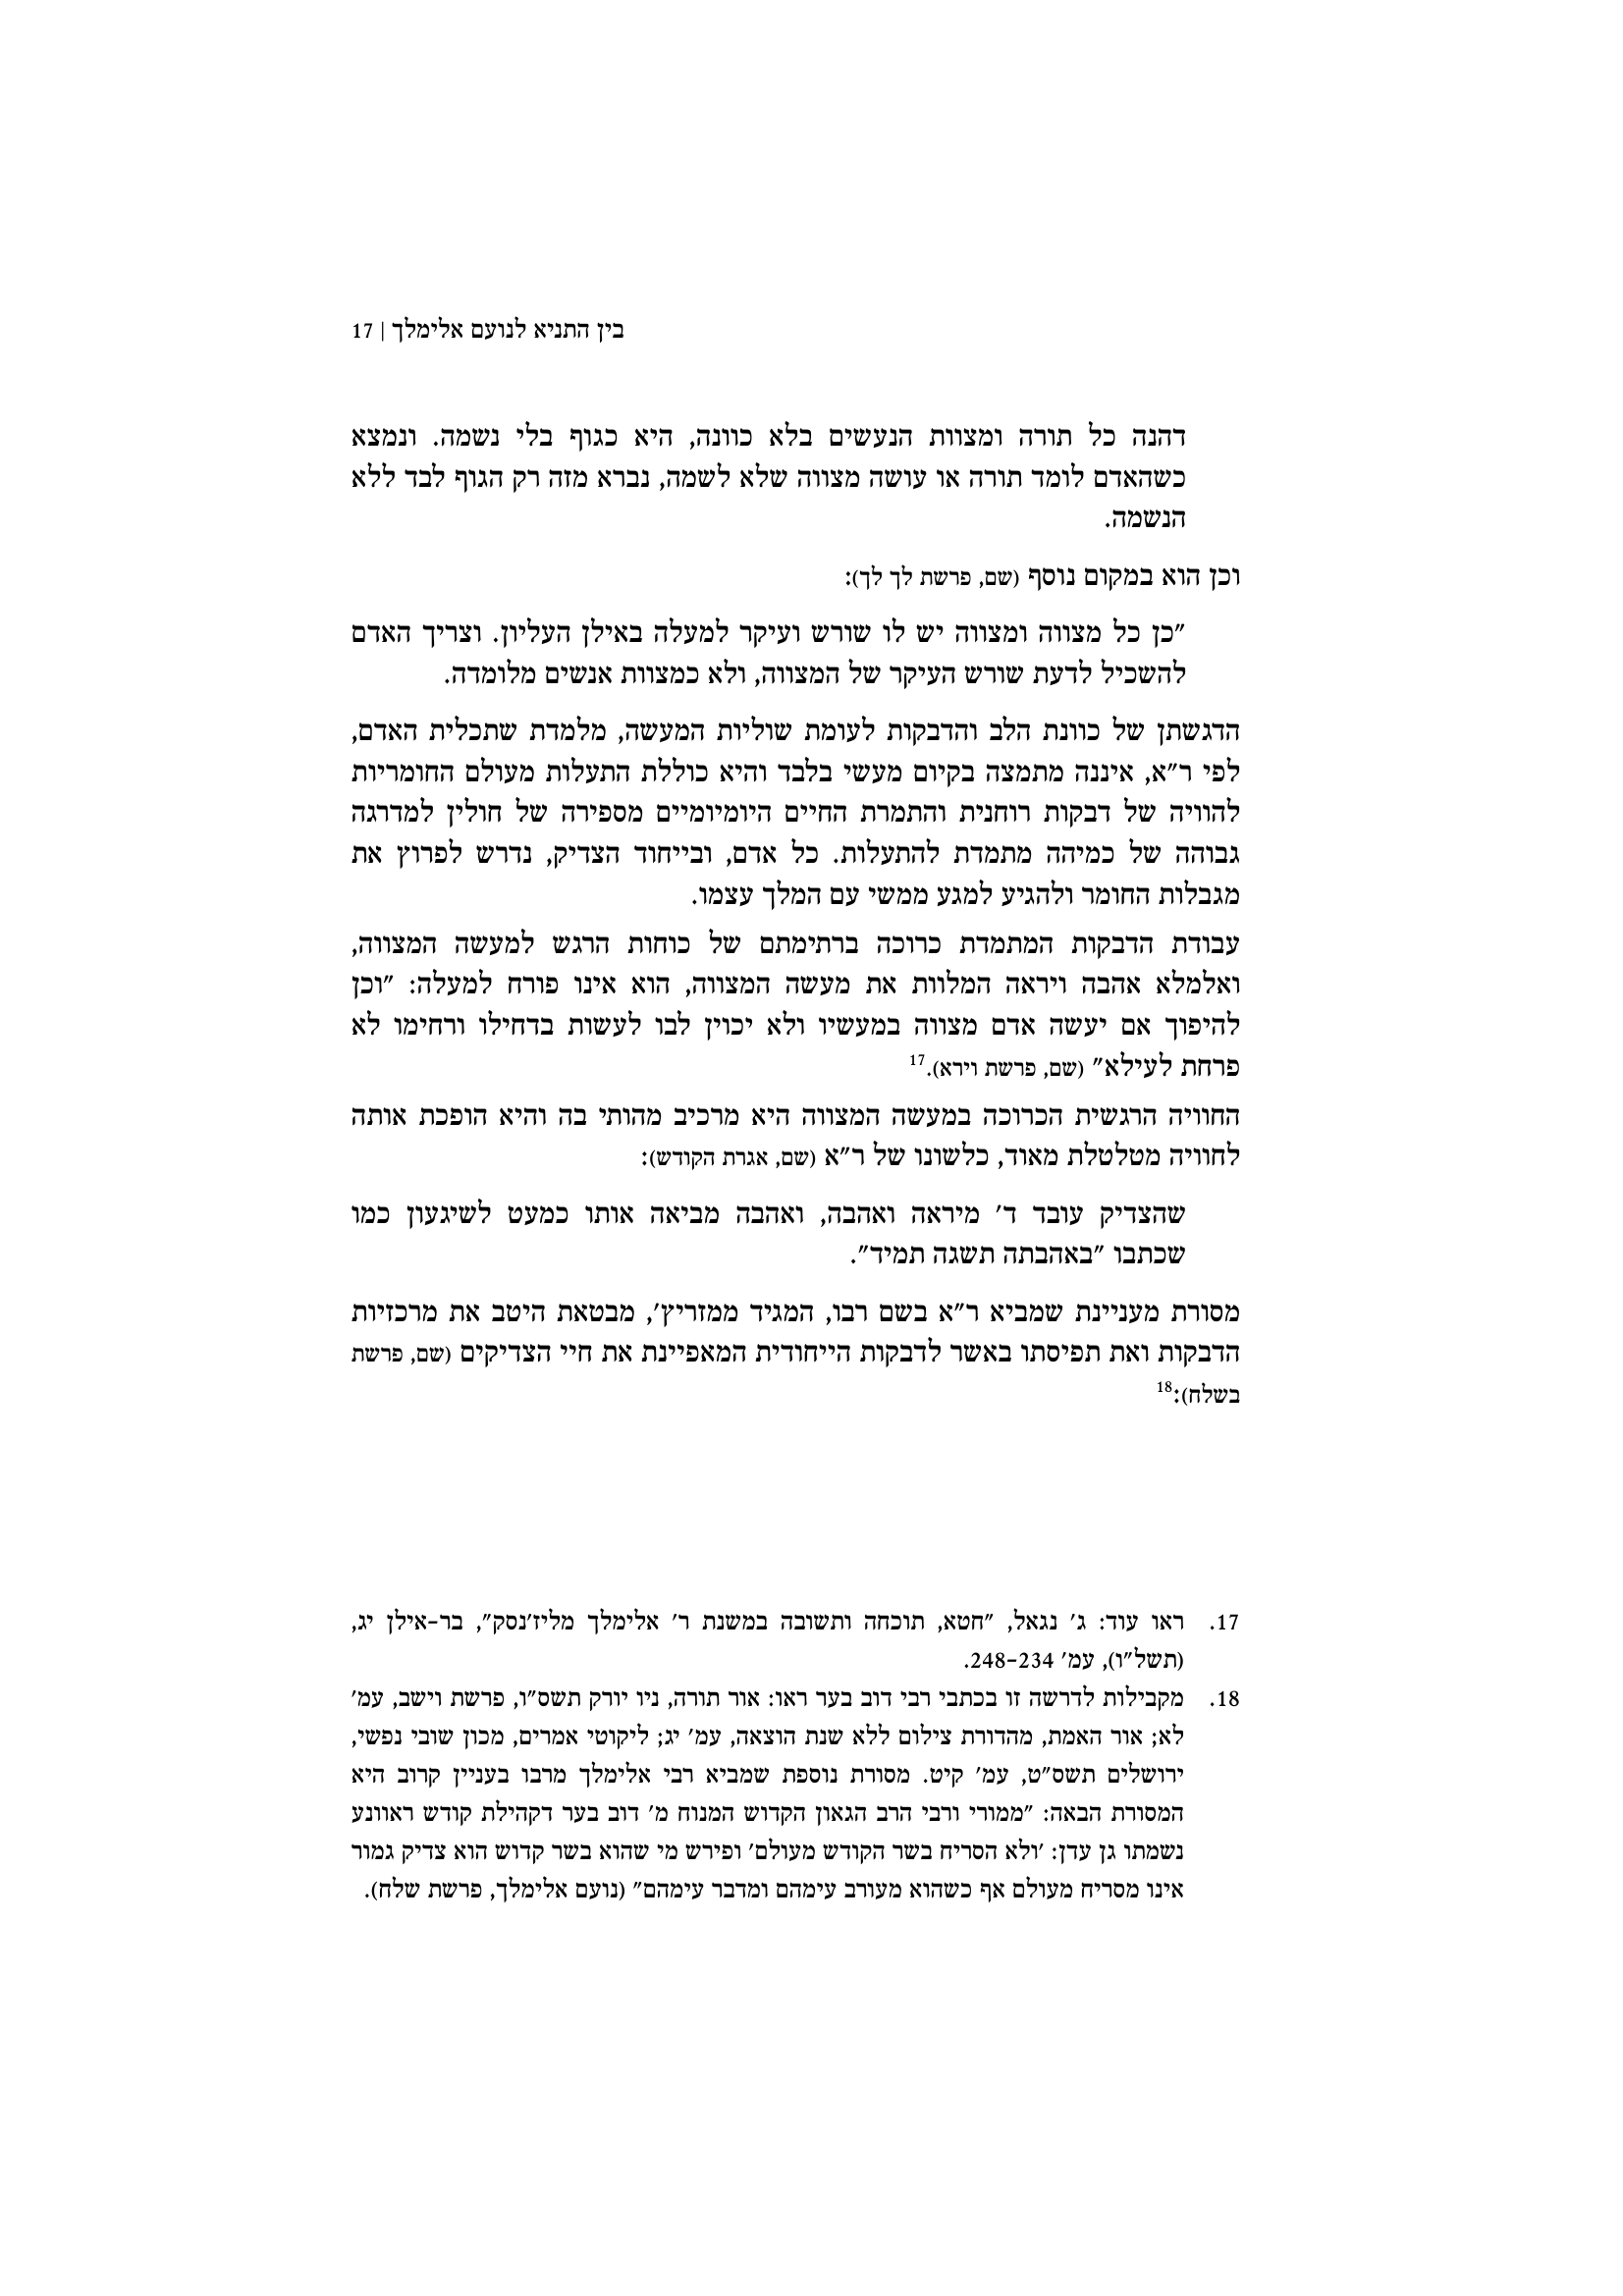 בין התניא לנועם אלימלך | 17
דהנה כל תורה ומצוות הנעשים בלא כוונה, היא כגוף בלי נשמה. ונמצא
כשהאדם לומד תורה או עושה מצווה שלא לשמה, נברא מזה רק הגוף לבד ללא
הנשמה.
וכן הוא במקום נוסף (שם, פרשת לך לך):
"כן כל מצווה ומצווה יש לו שורש ועיקר למעלה באילן העליון. וצריך האדם
להשכיל לדעת שורש העיקר של המצווה, ולא כמצוות אנשים מלומדה.
הדגשתן של כוונת הלב והדבקות לעומת שוליות המעשה, מלמדת שתכלית האדם,
לפי ר"א, איננה מתמצה בקיום מעשי בלבד והיא כוללת התעלות מעולם החומריות
להוויה של דבקות רוחנית והתמרת החיים היומיומיים מספירה של חולין למדרגה
גבוהה של כמיהה מתמדת להתעלות. כל אדם, ובייחוד הצדיק, נדרש לפרוץ את
מגבלות החומר ולהגיע למגע ממשי עם המלך עצמו.
עבודת הדבקות המתמדת כרוכה ברתימתם של כוחות הרגש למעשה המצווה,
ואלמלא אהבה ויראה המלוות את מעשה המצווה, הוא אינו פורח למעלה: "וכן
להיפוך אם יעשה אדם מצווה במעשיו ולא יכוין לבו לעשות בדחילו ורחימו לא
פרחת לעילא" (שם, פרשת וירא).17
החוויה הרגשית הכרוכה במעשה המצווה היא מרכיב מהותי בה והיא הופכת אותה
לחוויה מטלטלת מאוד, כלשונו של ר"א (שם, אגרת הקודש):
שהצדיק עובד ד' מיראה ואהבה, ואהבה מביאה אותו כמעט לשיגעון כמו
שכתבו "באהבתה תשגה תמיד".
מסורת מעניינת שמביא ר"א בשם רבו, המגיד ממזריץ', מבטאת היטב את מרכזיות
הדבקות ואת תפיסתו באשר לדבקות הייחודית המאפיינת את חיי הצדיקים (שם, פרשת
בשלח):18
17. ראו עוד: ג' נגאל, "חטא, תוכחה ותשובה במשנת ר' אלימלך מליז'נסק", בר-אילן יג,
(תשל"ו), עמ' 234–248.
18. מקבילות לדרשה זו בכתבי רבי דוב בער ראו: אור תורה, ניו יורק תשס"ו, פרשת וישב, עמ'
לא; אור האמת, מהדורת צילום ללא שנת הוצאה, עמ' יג; ליקוטי אמרים, מכון שובי נפשי,
ירושלים תשס"ט, עמ' קיט. מסורת נוספת שמביא רבי אלימלך מרבו בעניין קרוב היא
המסורת הבאה: "ממורי ורבי הרב הגאון הקדוש המנוח מ' דוב בער דקהילת קודש ראוונע
נשמתו גן עדן: 'ולא הסריח בשר הקודש מעולם' ופירש מי שהוא בשר קדוש הוא צדיק גמור
אינו מסריח מעולם אף כשהוא מעורב עימהם ומדבר עימהם" (נועם אלימלך, פרשת שלח).